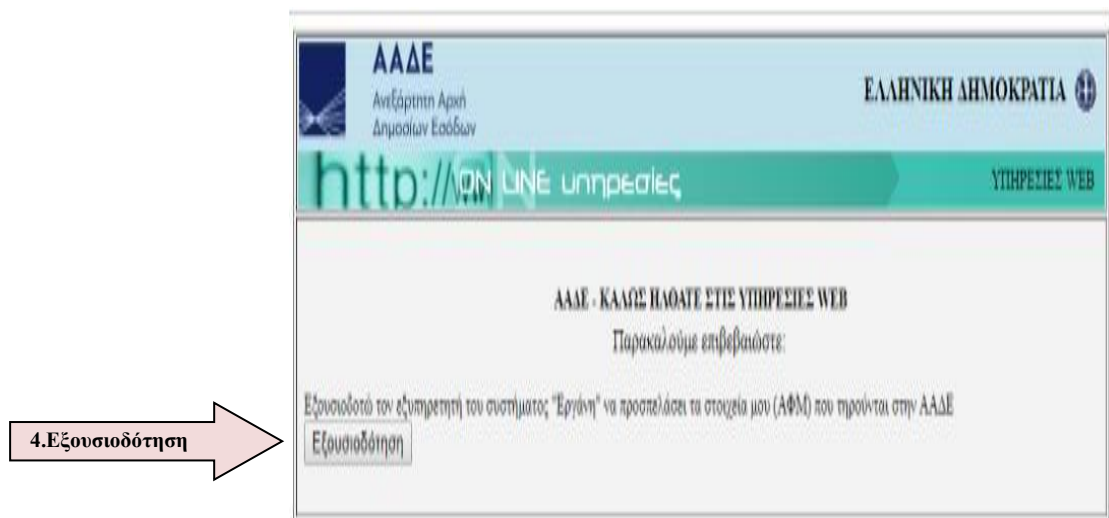 ΑΑΔΕ
Ανεξάρτητη Αρχή
Δημοσίων Εσόδων
ΕΛΛΗΝΙΚΗ ΔΗΜΟΚΡΑΤΙΑ
http://
ON LINE υπηρεσίες
ΥΠΗΡΕΣΙΕΣ WEB
ΑΑΔΕ - ΚΑΛΩΣ ΗΛΘΑΤΕ ΣΤΙΣ ΥΠΗΡΕΣΙΕΣ WEB
Παρακαλούμε επιβεβαιώστε:
Εξουσιοδοτώ τον εξυπηρετητή του συστήματος "Εργάνη" να προσπελάσει τα στοιχεία μου (ΑΦΜ) που τηρούνται στην ΑΑΔΕ
4.Εξουσιοδότηση
Εξουσιοδότηση